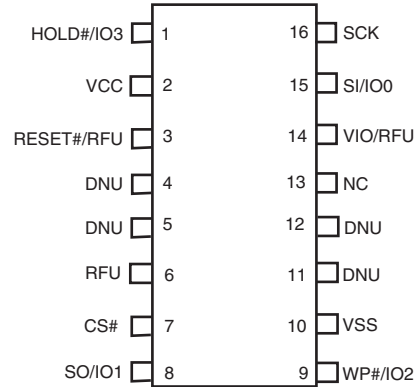 HOLD#/IO3 1 16 SCK
VCC 2 15 SI/IO0
RESET#/RFU 3 14 VIO/RFU
DNU 4 13 NC
DNU 5 12 DNU
RFU 6 11 DNU
CS# 7 10 VSS
SO/IO1 8 9 WP#/IO2